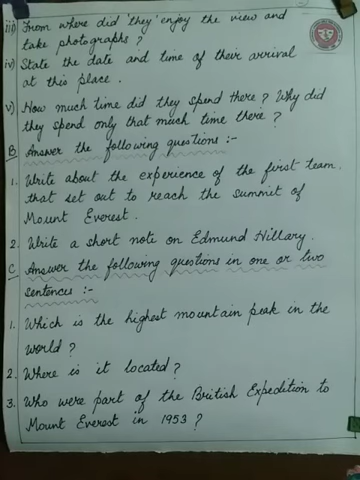 iii) From where did 'they' enjoy the view and
take photographs?
iv) State the date and time of their arrival
at this place.
v) How much time did they spend there? Why did
they spend only that much time there?
B Answer the following questions :-
1. Write about the experience of the first team
that set out to reach the summit of
Mount Everest.
2. Write a short note on Edmund Hillary.
C Answer the following questions in one or two
sentences :-
1. Which is the highest mountain peak in the
world?
2. Where is it located?
3. Who were part of the British Expedition to
Mount Everest in 1953?